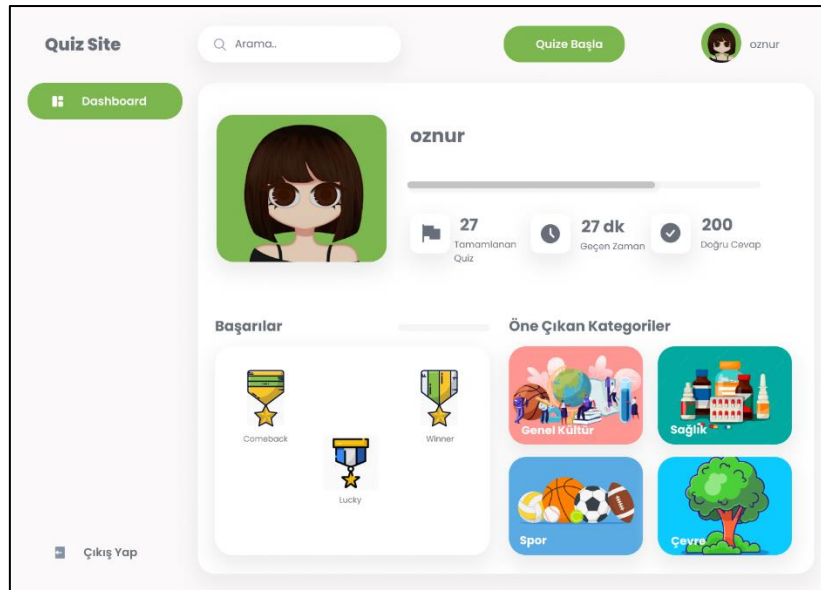 Quiz Site
Arama..
Quize Başla
oznur
Dashboard
oznur
27
Tamamlanan
Quiz
27 dk
Geçen Zaman
200
Doğru Cevap
Başarılar
Öne Çıkan Kategoriler
Comeback
Winner
Lucky
Genel Kültür
Sağlık
Spor
Çevre
Çıkış Yap